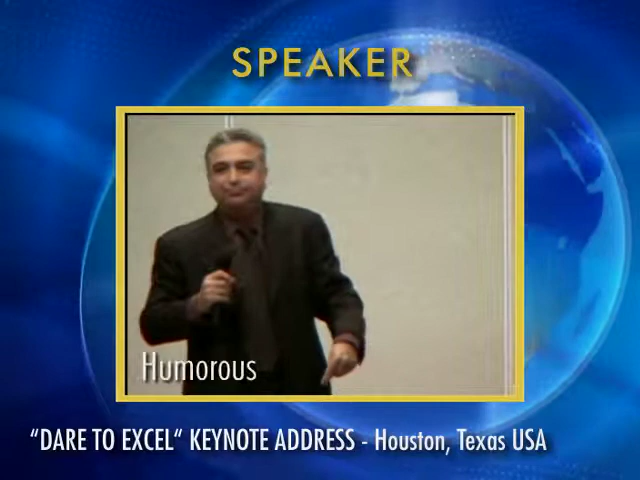 SPEAKER
Humorous
“DARE TO EXCEL“ KEYNOTE ADDRESS - Houston, Texas USA